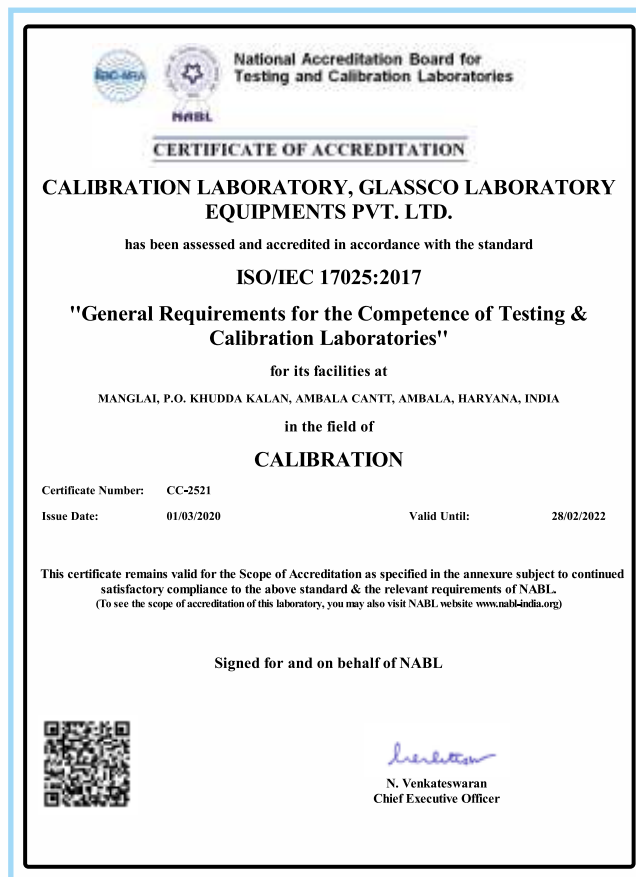 National Accreditation Board for
Testing and Calibration Laboratories
NABL
CERTIFICATE OF ACCREDITATION
CALIBRATION LABORATORY, GLASSCO LABORATORY
EQUIPMENTS PVT. LTD.
has been assessed and accredited in accordance with the standard
ISO/IEC 17025:2017
"General Requirements for the Competence of Testing &
Calibration Laboratories"
for its facilities at
MANGLAI, P.O. KHUDDA KALAN, AMBALA CANTT, AMBALA, HARYANA, INDIA
in the field of
CALIBRATION
Certificate Number: CC-2521
Issue Date: 01/03/2020 Valid Until: 28/02/2022
This certificate remains valid for the Scope of Accreditation as specified in the annexure subject to continued
satisfactory compliance to the above standard & the relevant requirements of NABL.
(To see the scope of accreditation of this laboratory, you may also visit NABL website www.nabl-india.org)
Signed for and on behalf of NABL
N. Venkateswaran
Chief Executive Officer